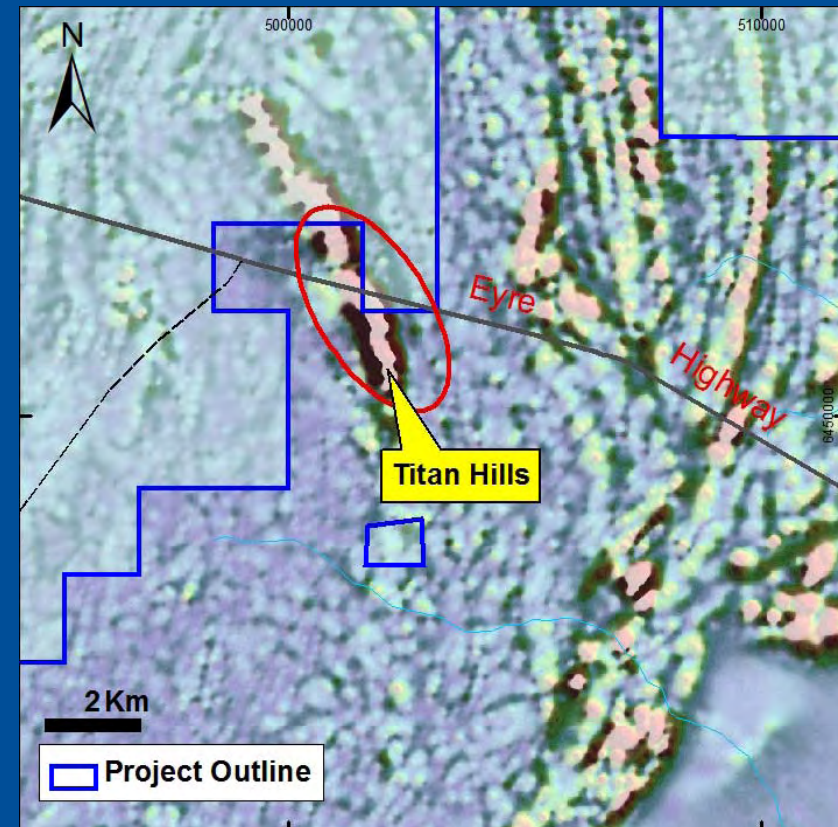 500000
510000
N
Eyre
Highway
6450000
Titan Hills
2 Km
Project Outline